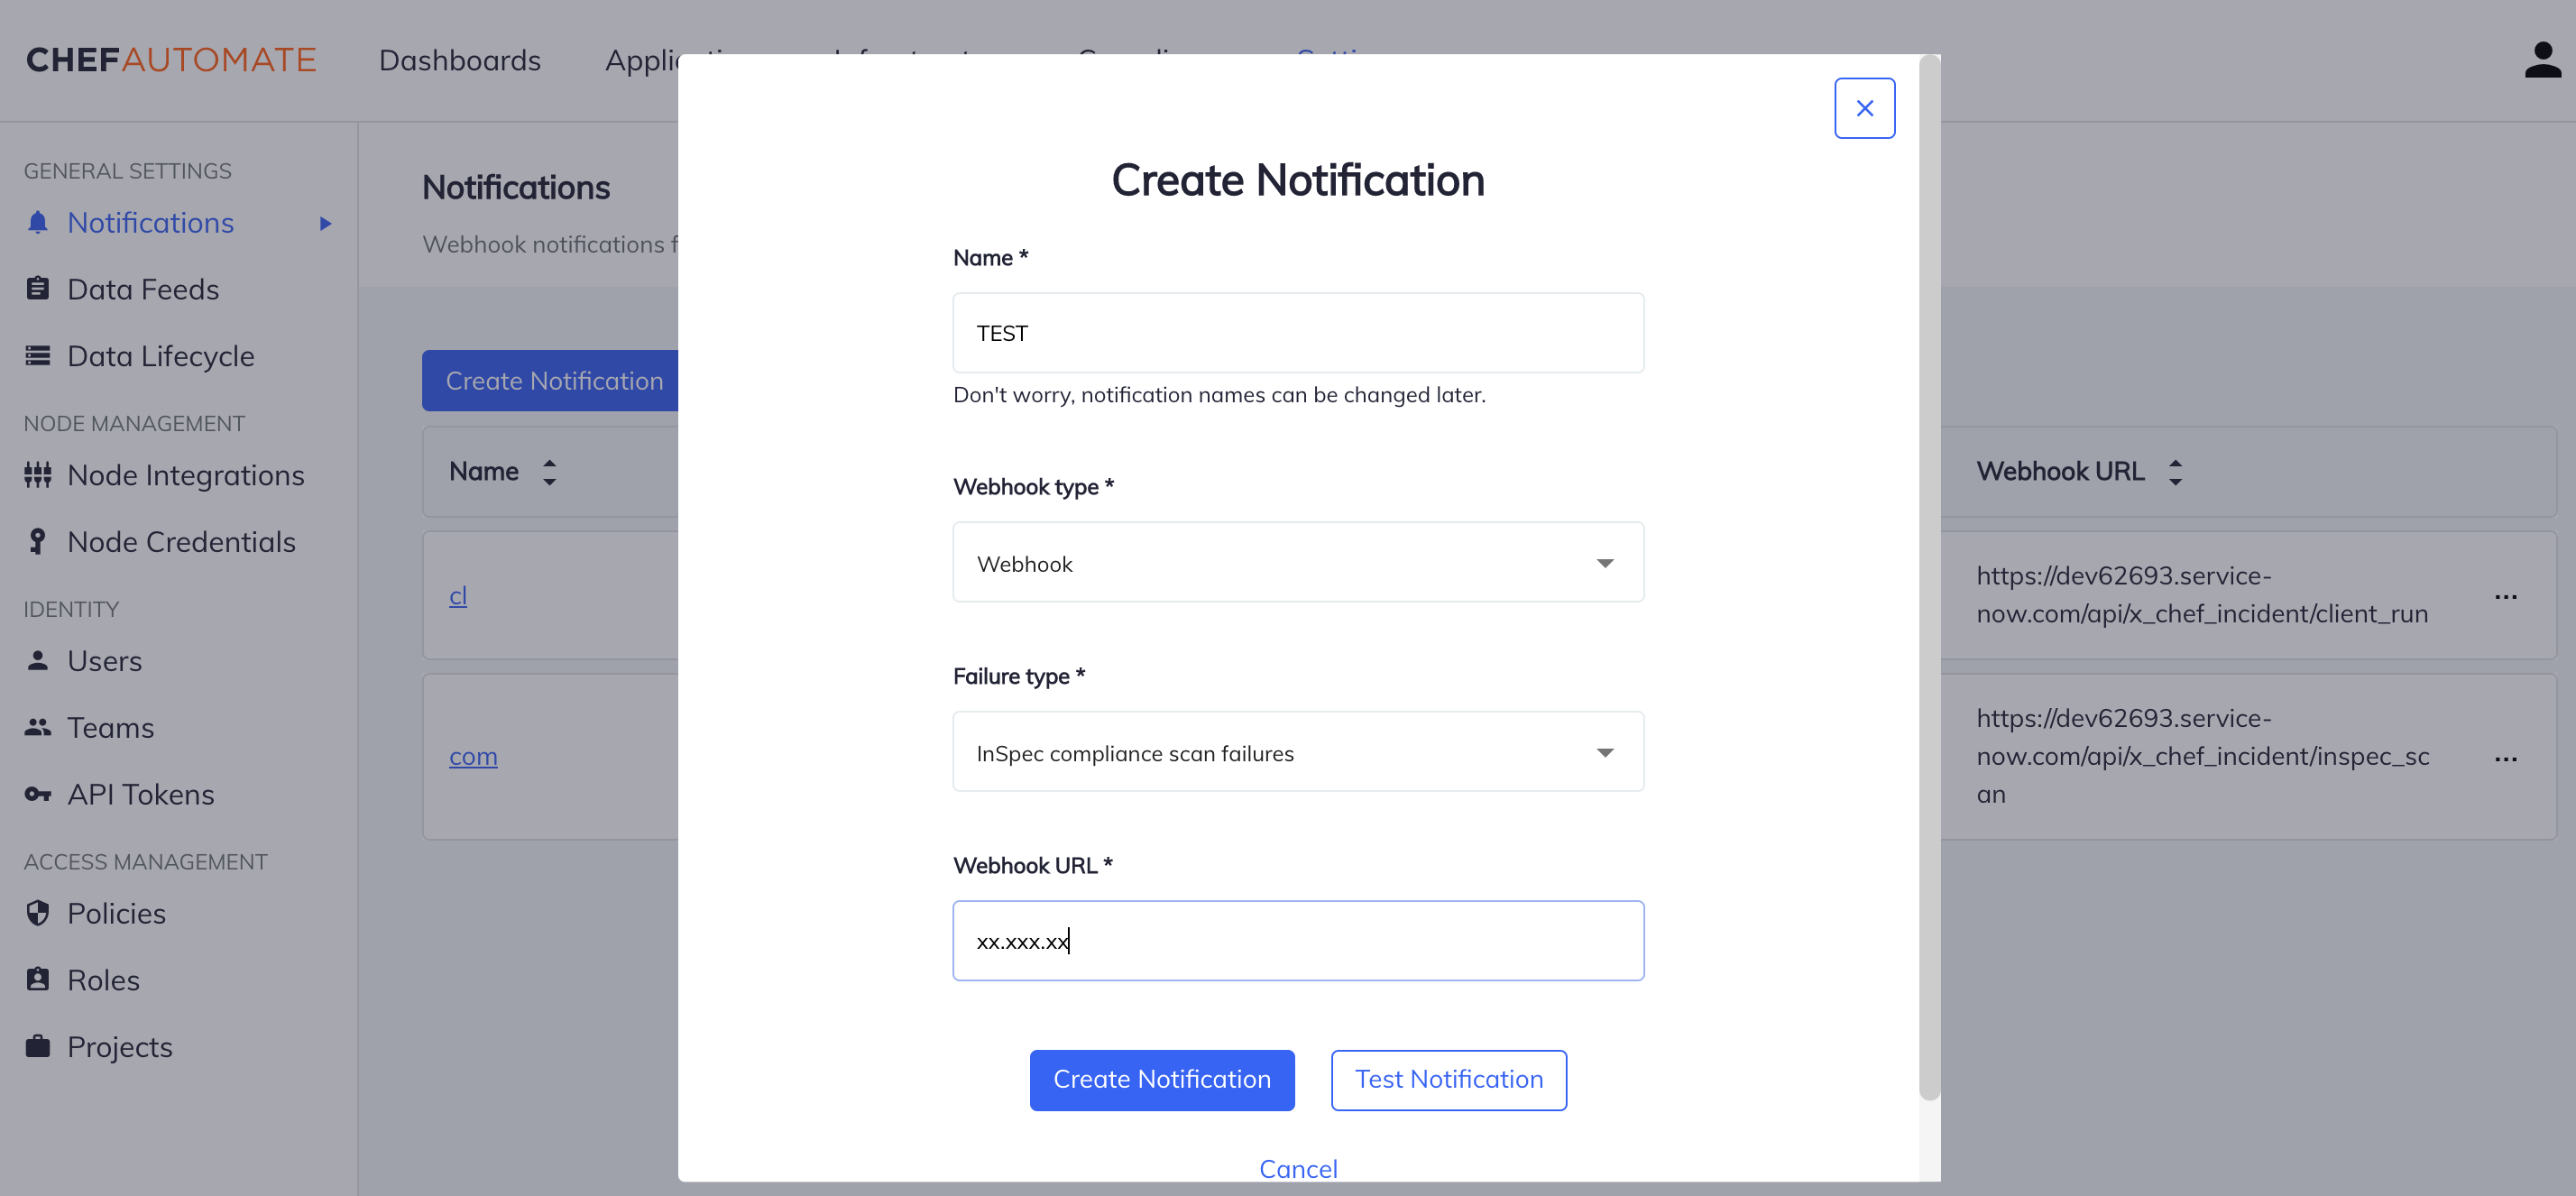 CHEFAUTOMATE
Dashboards
GENERAL SETTINGS
Notifications
Data Feeds
Data Lifecycle
NODE MANAGEMENT
Node Integrations
Node Credentials
IDENTITY
Users
Teams
API Tokens
ACCESS MANAGEMENT
Policies
Roles
Projects
Notifications
Webhook notifications f
Create Notification
Name
cl
com
Create Notification
Name *
TEST
Don't worry, notification names can be changed later.
Webhook type *
Webhook
Failure type *
InSpec compliance scan failures
Webhook URL *
xx.xxx.xx
Create Notification
Test Notification
Cancel
Webhook URL
https://dev62693.service-
now.com/api/x_chef_incident/client_run
...
https://dev62693.service-
now.com/api/x_chef_incident/inspec_sc
an
...